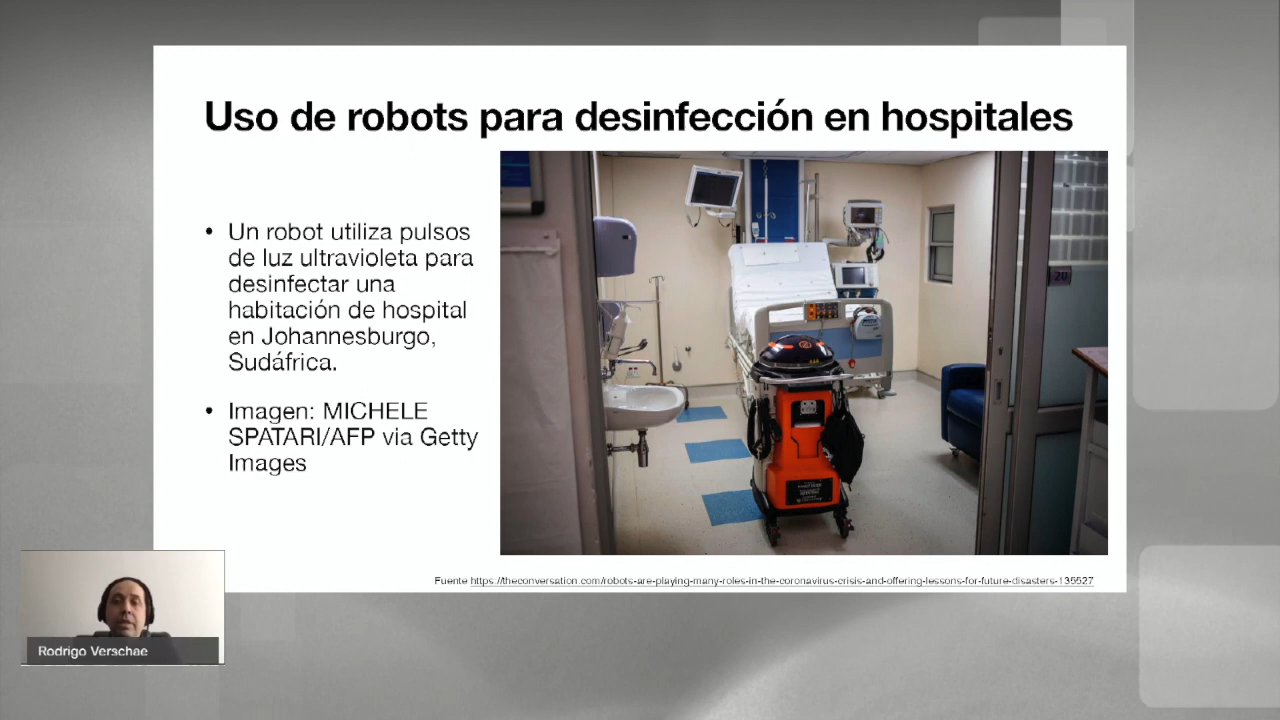 Uso de robots para desinfección en hospitales
• Un robot utiliza pulsos
de luz ultravioleta para
desinfectar una
habitación de hospital
en Johannesburgo,
Sudáfrica.
• Imagen: MICHELE
SPATARI/AFP via Getty
Images
20
Fuente https://theconversation.com/robots-are-playing-many-roles-in-the-coronavirus-crisis-and-offering-lessons-for-future-disasters-135527
Rodrigo Verschae